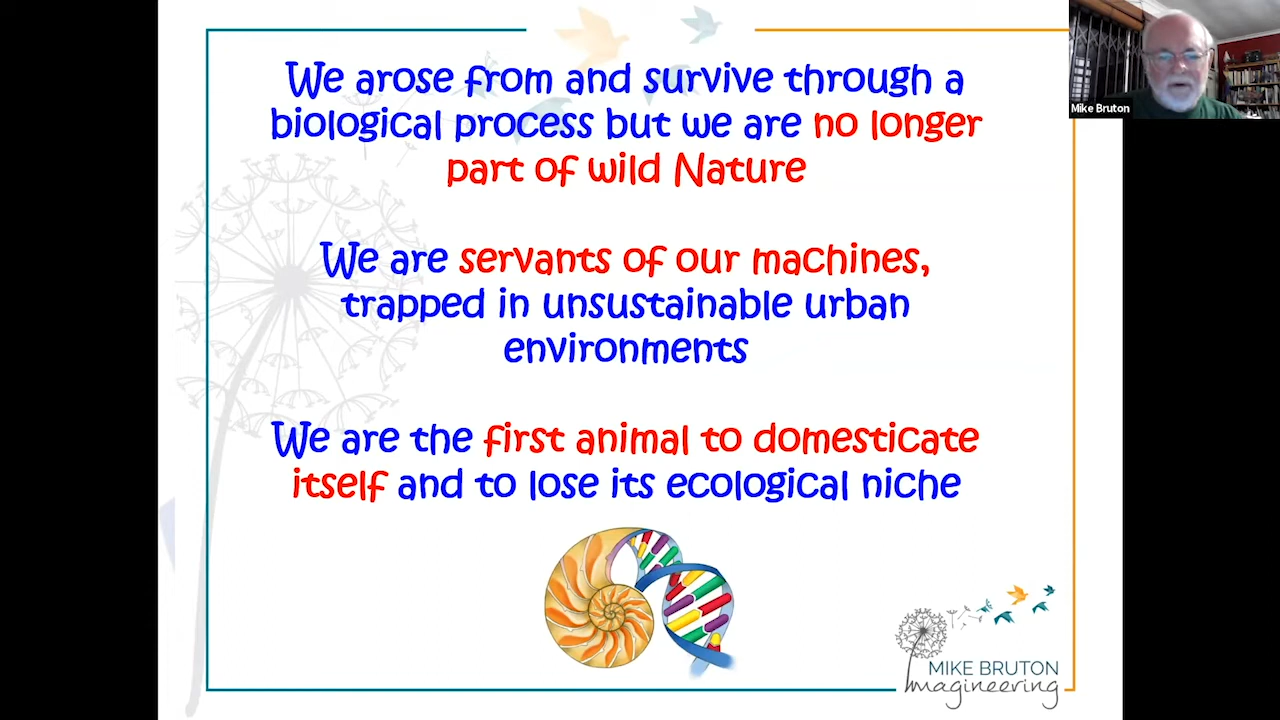 We arose from and survive through a
biological process but we are no longer
part of wild Nature
We are servants of our machines,
trapped in unsustainable urban
environments
We are the first animal to domesticate
itself and to lose its ecological niche
Mike Bruton
MIKE BRUTON
Imagineering